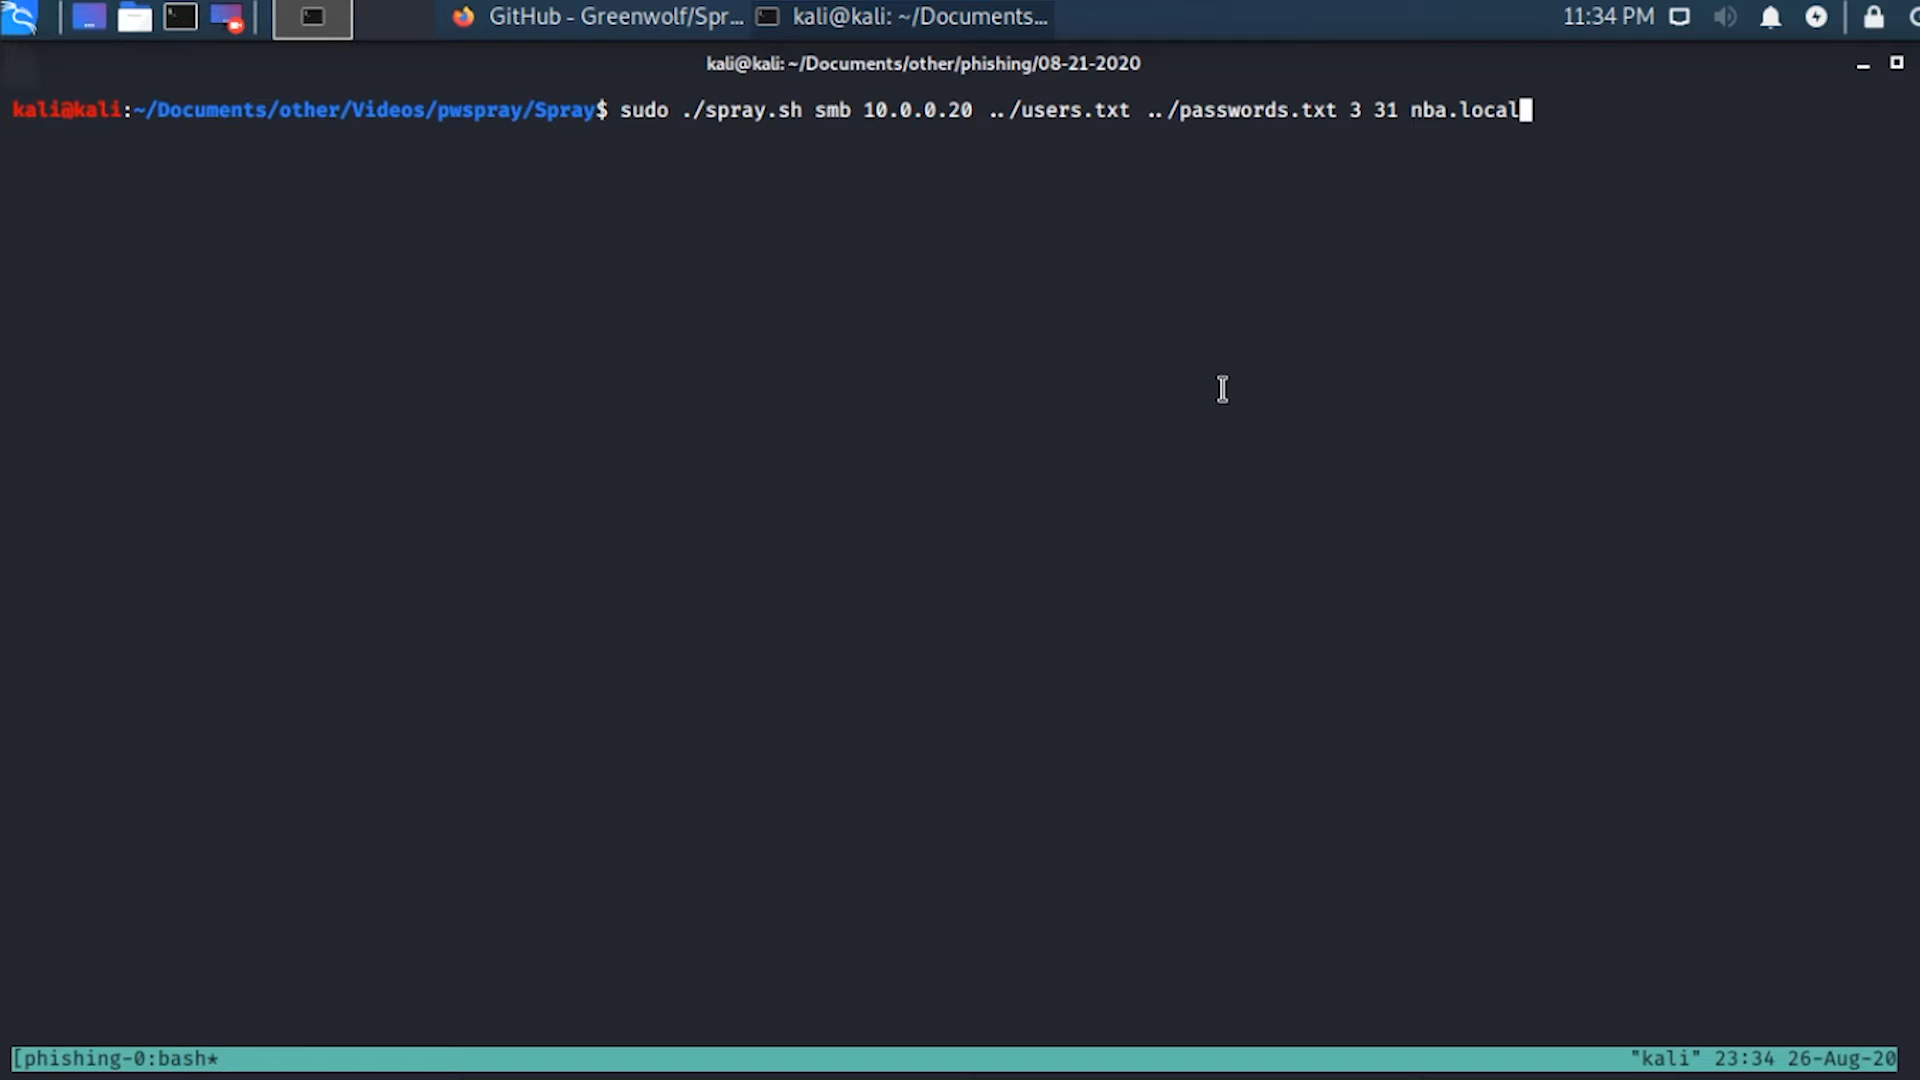 GitHub - Greenwolf/Spr... kali@kali: ~/Documents... 11:34 PM
kali@kali: ~/Documents/other/phishing/08-21-2020
kali@kali:~/Documents/other/Videos/pwspray/Spray$ sudo ./spray.sh smb 10.0.0.20 ../users.txt ../passwords.txt 3 31 nba.local
[phishing-0:bash* "kali" 23:34 26-Aug-20